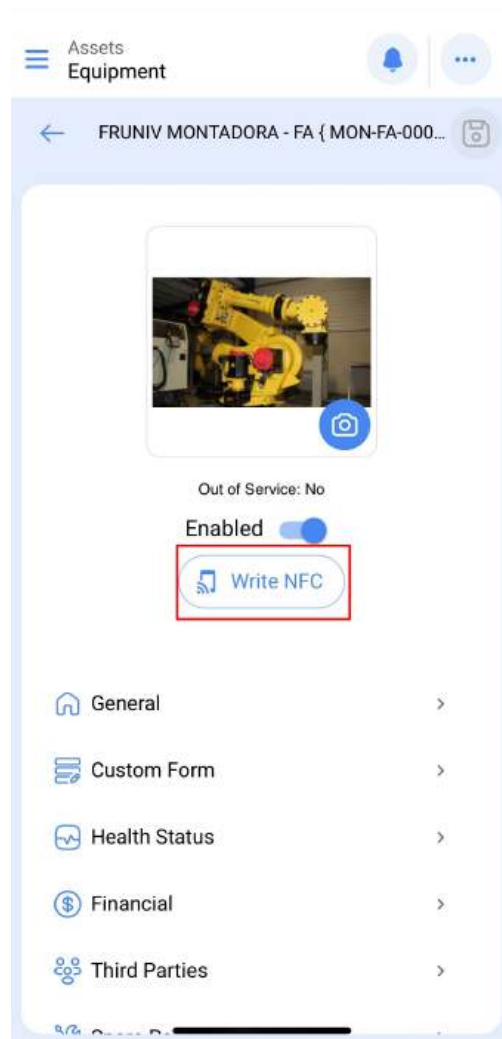 Assets
Equipment
FRUNIV MONTADORA - FA { MON-FA-000...
Out of Service: No
Enabled
Write NFC
General
Custom Form
Health Status
Financial
Third Parties